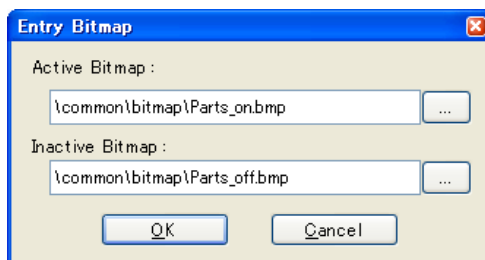 Entry Bitmap
Active Bitmap :
\common\bitmap\Parts_on.bmp
...
Inactive Bitmap :
\common\bitmap\Parts_off.bmp
...
OK Cancel